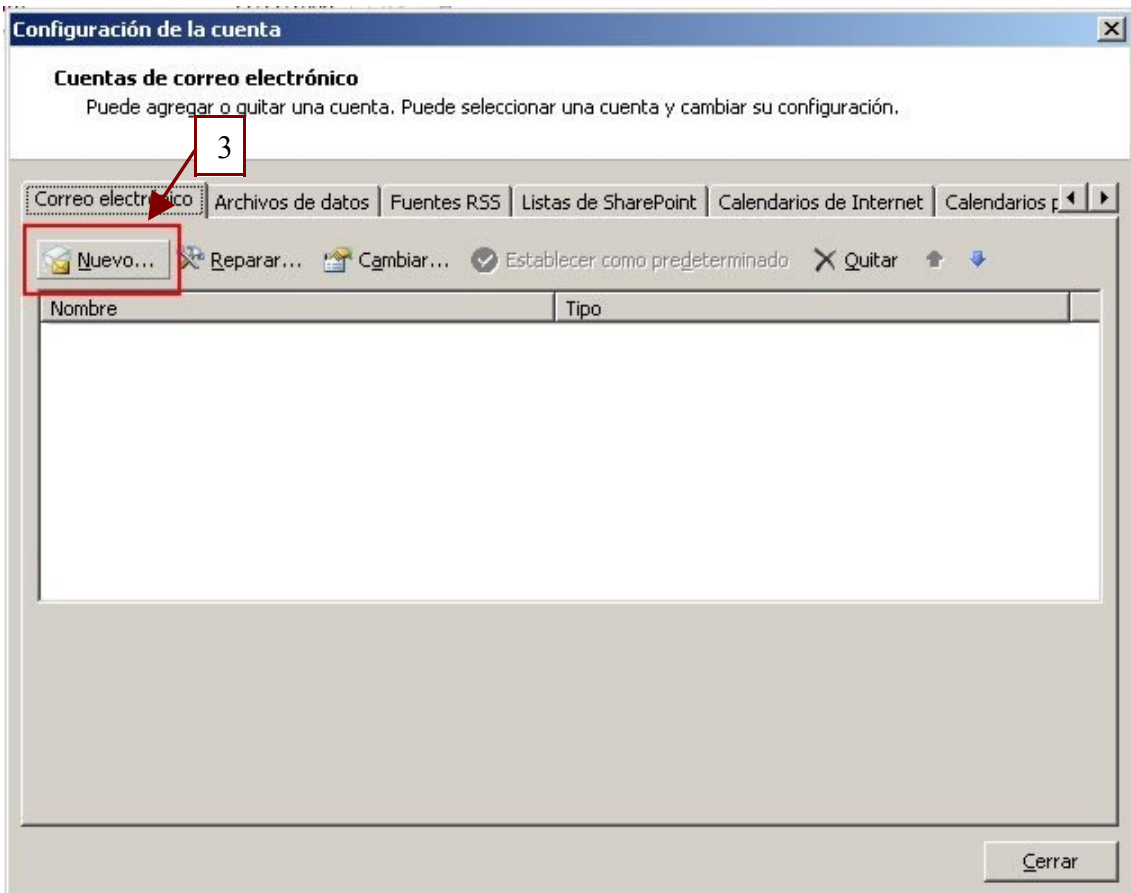 Configuración de la cuenta
Cuentas de correo electrónico
Puede agregar o quitar una cuenta. Puede seleccionar una cuenta y cambiar su configuración.
3
Correo electrónico Archivos de datos Fuentes RSS Listas de SharePoint Calendarios de Internet Calendarios p
Nuevo... Reparar... Cambiar... Establecer como predeterminado Quitar
Nombre Tipo
Cerrar